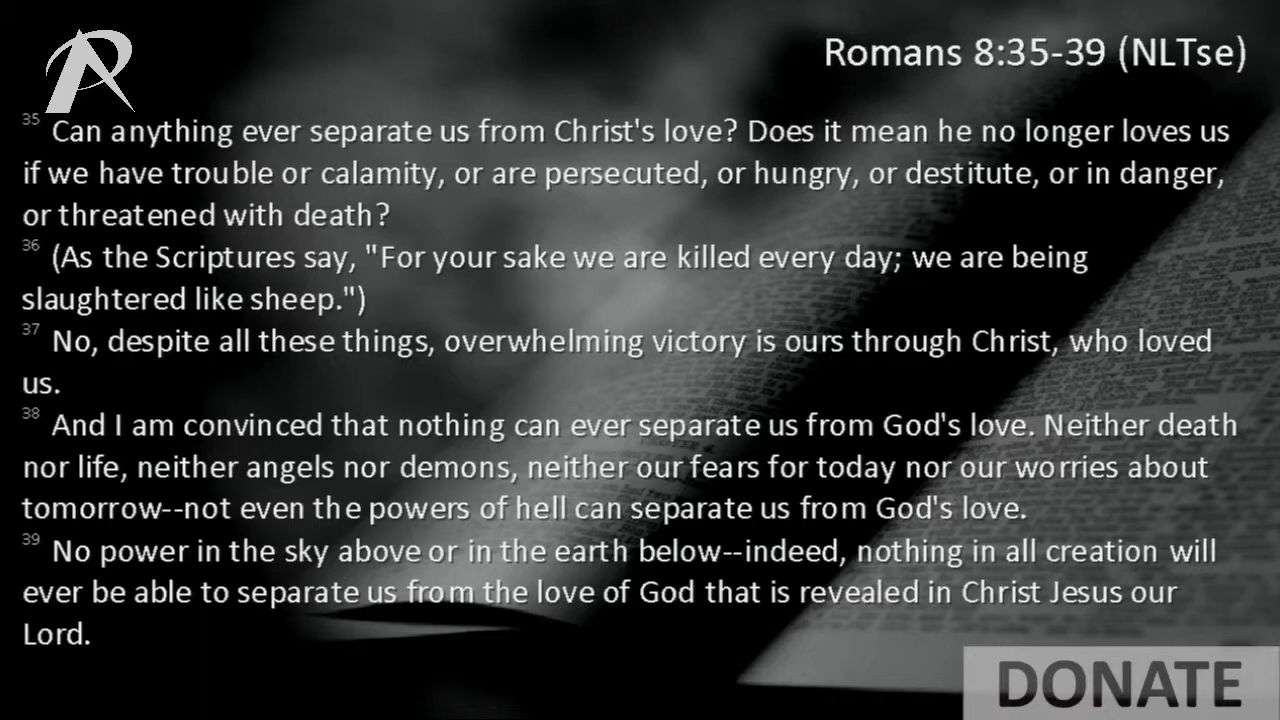 Romans 8:35-39 (NLTse)
35 Can anything ever separate us from Christ's love? Does it mean he no longer loves us
if we have trouble or calamity, or are persecuted, or hungry, or destitute, or in danger,
or threatened with death?
36 (As the Scriptures say, "For your sake we are killed every day; we are being
slaughtered like sheep.")
37 No, despite all these things, overwhelming victory is ours through Christ, who loved
us.
38 And I am convinced that nothing can ever separate us from God's love. Neither death
nor life, neither angels nor demons, neither our fears for today nor our worries about
tomorrow--not even the powers of hell can separate us from God's love.
39 No power in the sky above or in the earth below--indeed, nothing in all creation will
ever be able to separate us from the love of God that is revealed in Christ Jesus our
Lord.
DONATE